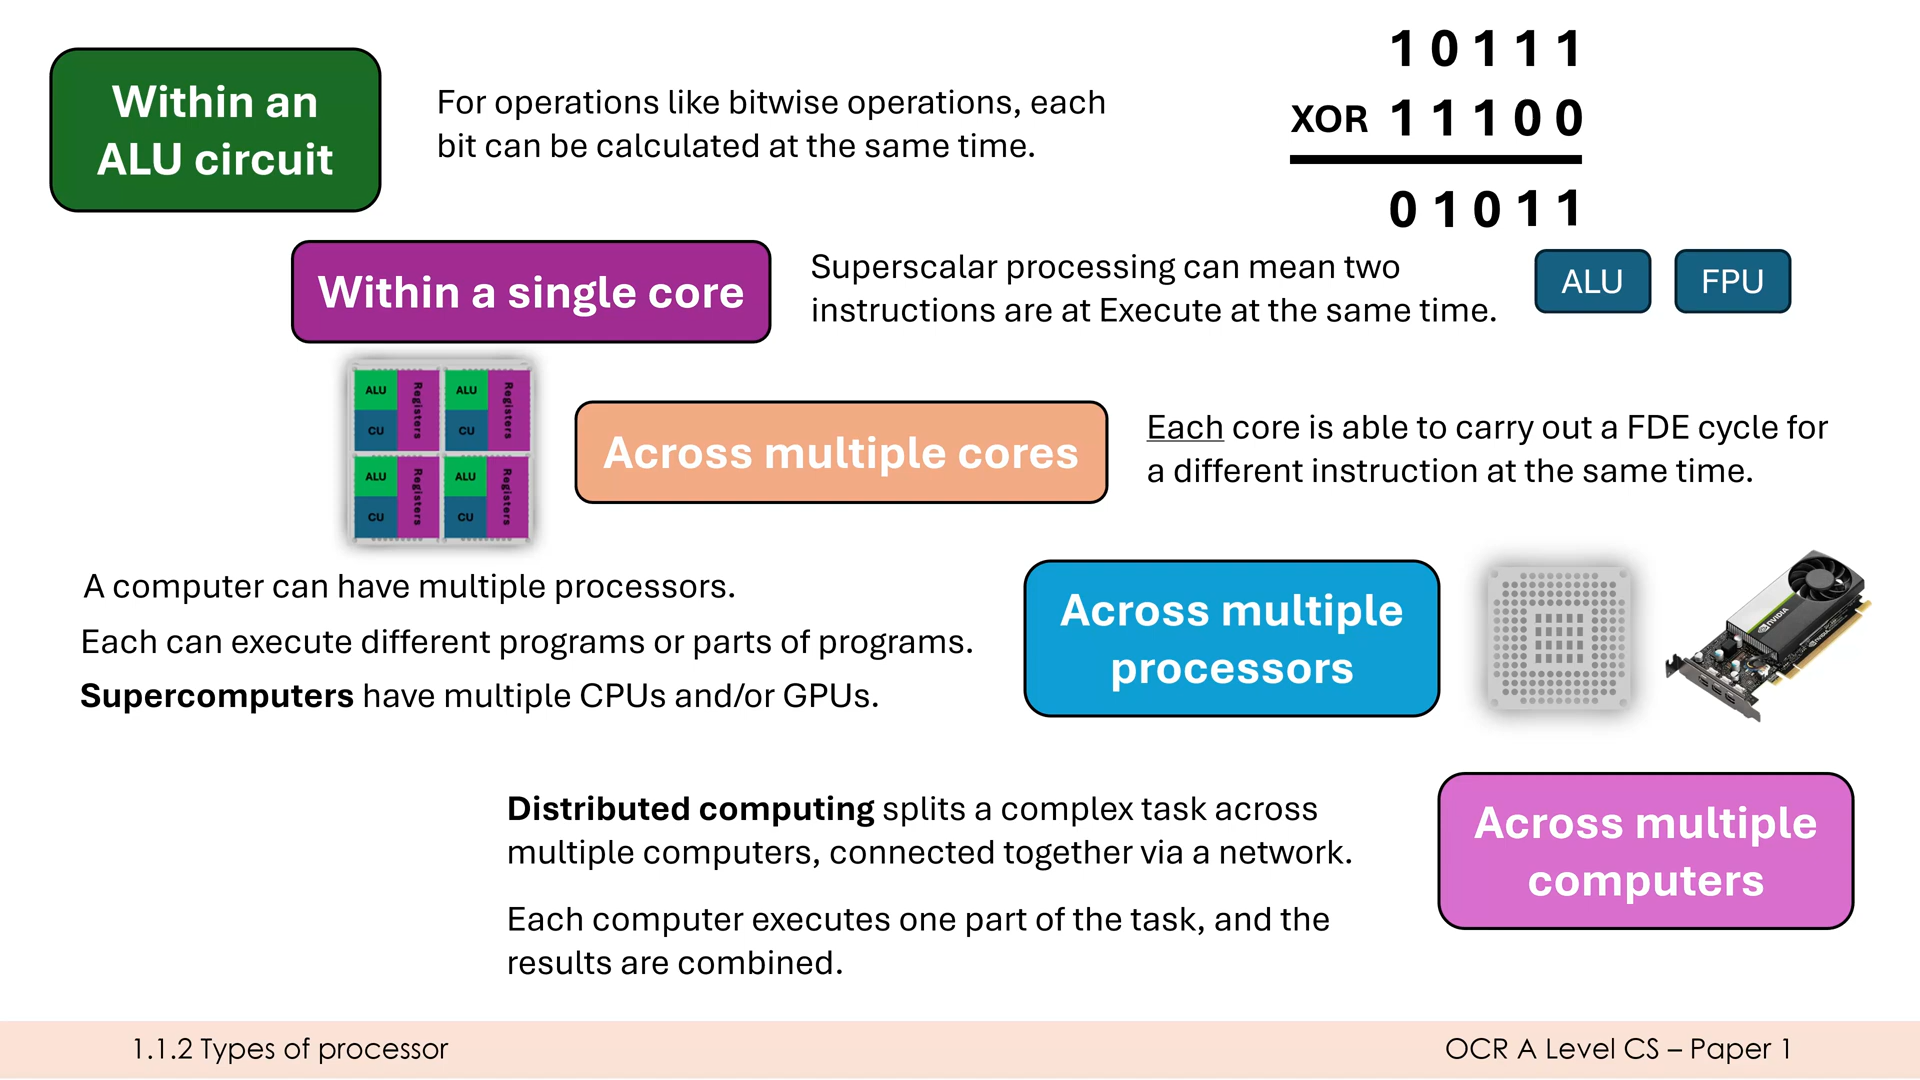 Within an
ALU circuit
For operations like bitwise operations, each
bit can be calculated at the same time.
1 0 1 1 1
XOR 1 1 1 0 0
0 1 0 1 1
Within a single core
Superscalar processing can mean two
instructions are at Execute at the same time.
ALU
FPU
ALU
CU
Registers
ALU
CU
Registers
ALU
CU
Registers
ALU
CU
Registers
Across multiple cores
Each core is able to carry out a FDE cycle for
a different instruction at the same time.
A computer can have multiple processors.
Each can execute different programs or parts of programs.
Supercomputers have multiple CPUs and/or GPUs.
Across multiple
processors
NVIDIA
NVIDIA
Distributed computing splits a complex task across
multiple computers, connected together via a network.
Each computer executes one part of the task, and the
results are combined.
Across multiple
computers
1.1.2 Types of processor
OCR A Level CS – Paper 1